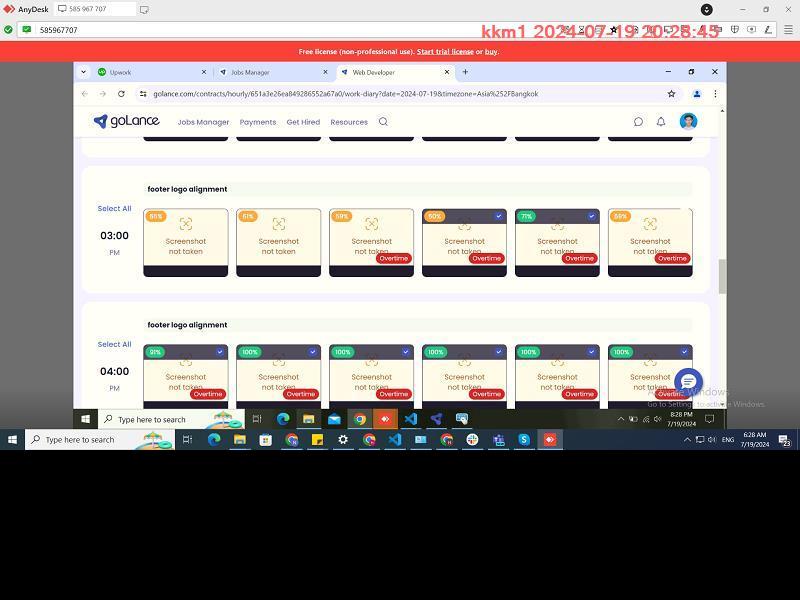 AnyDesk
585 967 707
585967707
kkm1 2024-07-19 20:28:45
Free license (non-professional use). Start trial license or buy.
Upwork
Jobs Manager
Web Developer
golance.com/contracts/hourly/651a3e26ea849286552a67a0/work-diary?date=2024-07-19&timezone=Asia%252FBangkok
goLance
Jobs Manager Payments Get Hired Resources
footer logo alignment
Select All
03:00
PM
Screenshot not taken
61%
Screenshot not taken
59%
Screenshot not taken
Overtime
Screenshot not taken
Overtime
71%
Screenshot not taken
Overtime
Screenshot not taken
Overtime
footer logo alignment
Select All
04:00
PM
91%
Screenshot not taken
Overtime
100%
Screenshot not taken
Overtime
100%
Screenshot not taken
Overtime
100%
Screenshot not taken
Overtime
100%
Screenshot not taken
Overtime
100%
Screenshot not taken
Overtime
Activate Windows
Go to Settings to activate Windows.
Type here to search
8:28 PM
7/19/2024
Type here to search
ENG
6:28 AM
7/19/2024
23